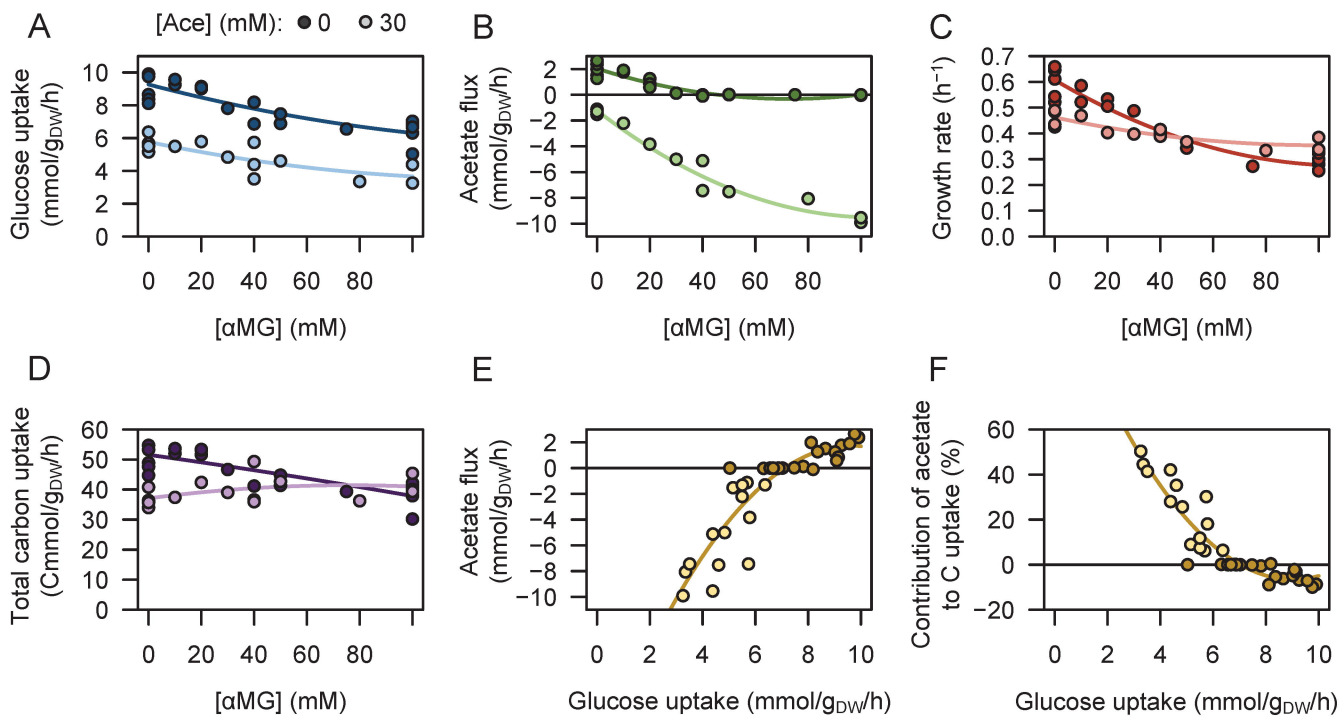 [Ace] (mM): 0 30
A
Glucose uptake
(mmol/gDW/h)
10
8
6
4
2
0
0 20 40 60 80
[αMG] (mM)
B
Acetate flux
(mmol/gDW/h)
2
0
−2
−4
−6
−8
−10
0 20 40 60 80
[αMG] (mM)
C
Growth rate (h⁻¹)
0.7
0.6
0.5
0.4
0.3
0.2
0.1
0.0
0 20 40 60 80
[αMG] (mM)
D
Total carbon uptake
(Cmmol/gDW/h)
60
50
40
30
20
10
0
0 20 40 60 80
[αMG] (mM)
E
Acetate flux
(mmol/gDW/h)
2
0
−2
−4
−6
−8
−10
0 2 4 6 8 10
Glucose uptake (mmol/gDW/h)
F
Contribution of acetate
to C uptake (%)
60
40
20
0
−20
0 2 4 6 8 10
Glucose uptake (mmol/gDW/h)